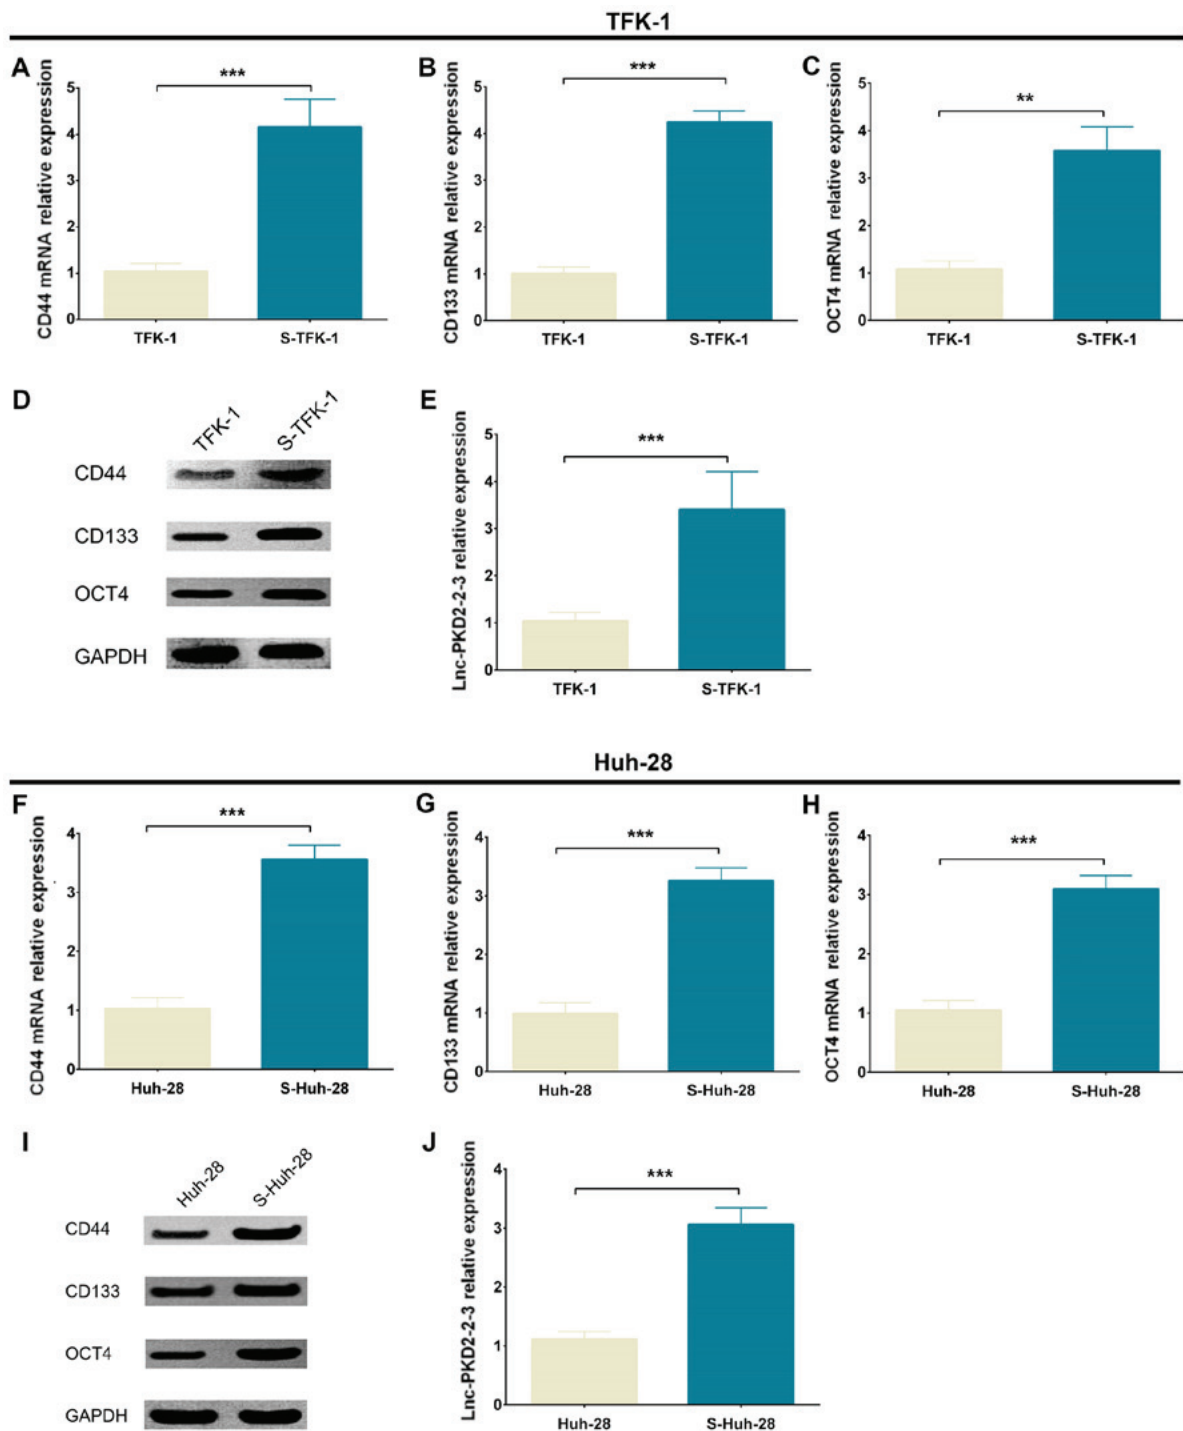 TFK-1
A
CD44 mRNA relative expression
5
4
3
2
1
0
***
TFK-1
S-TFK-1
B
CD133 mRNA relative expression
5
4
3
2
1
0
***
TFK-1
S-TFK-1
C
OCT4 mRNA relative expression
5
4
3
2
1
0
**
TFK-1
S-TFK-1
D
TFK-1
S-TFK-1
CD44
CD133
OCT4
GAPDH
E
Lnc-PKD2-2-3 relative expression
5
4
3
2
1
0
***
TFK-1
S-TFK-1
Huh-28
F
CD44 mRNA relative expression
4
3
2
1
0
***
Huh-28
S-Huh-28
G
CD133 mRNA relative expression
4
3
2
1
0
***
Huh-28
S-Huh-28
H
OCT4 mRNA relative expression
4
3
2
1
0
***
Huh-28
S-Huh-28
I
Huh-28
S-Huh-28
CD44
CD133
OCT4
GAPDH
J
Lnc-PKD2-2-3 relative expression
4
3
2
1
0
***
Huh-28
S-Huh-28